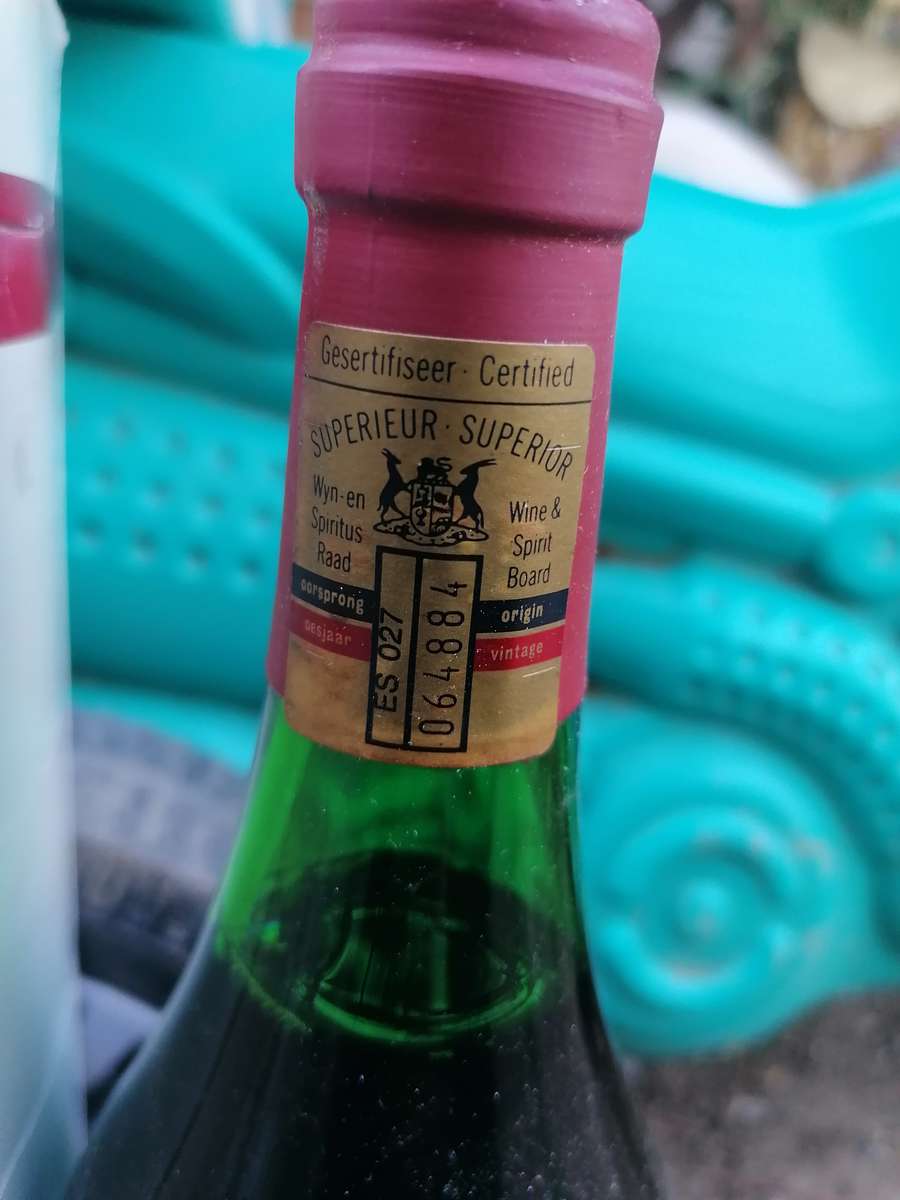 Gesertifiseer · Certified
SUPERIEUR · SUPERIOR
Wyn-en
Spiritus
Raad
Wine &
Spirit
Board
oorsprong
origin
oesjaar
vintage
ES 027
064884